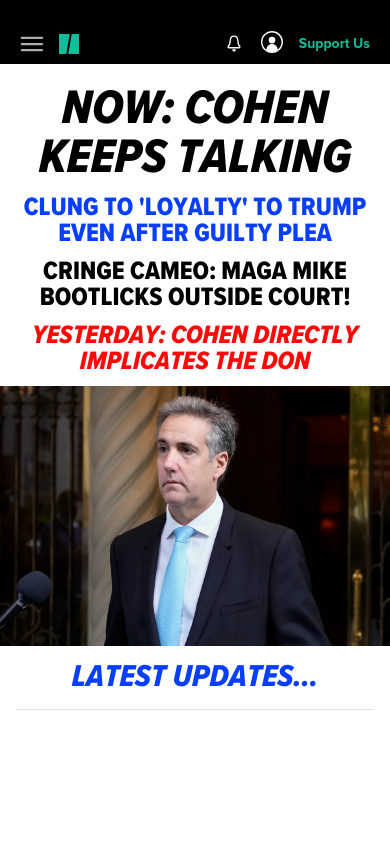 Support Us
NOW: COHEN
KEEPS TALKING
CLUNG TO 'LOYALTY' TO TRUMP
EVEN AFTER GUILTY PLEA
CRINGE CAMEO: MAGA MIKE
BOOTLICKS OUTSIDE COURT!
YESTERDAY: COHEN DIRECTLY
IMPLICATES THE DON
LATEST UPDATES...